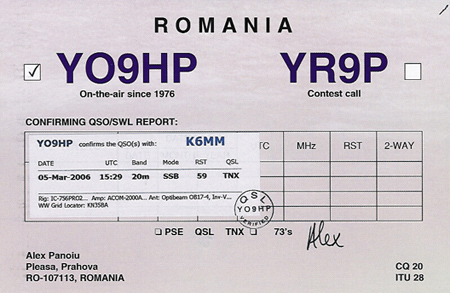 ROMANIA
YO9HP YR9P
On-the-air since 1976 Contest call
CONFIRMING QSO/SWL REPORT:
YO9HP confirms the QSO(s) with: K6MM
TC MHz RST 2-WAY
DATE UTC Band Mode RST QSL
05-Mar-2006 15:29 20m SSB 59 TNX
Rig: IC-756PRO2... Amp: ACOM-2000A... Ant: Optibeam OB17-4, Inv-V...
WW Grid Locator: KN35BA
QSL
YO9HP
PSE QSL TNX 73's Alex
Alex Panoiu
Pleasa, Prahova CQ 20
RO-107113, ROMANIA ITU 28